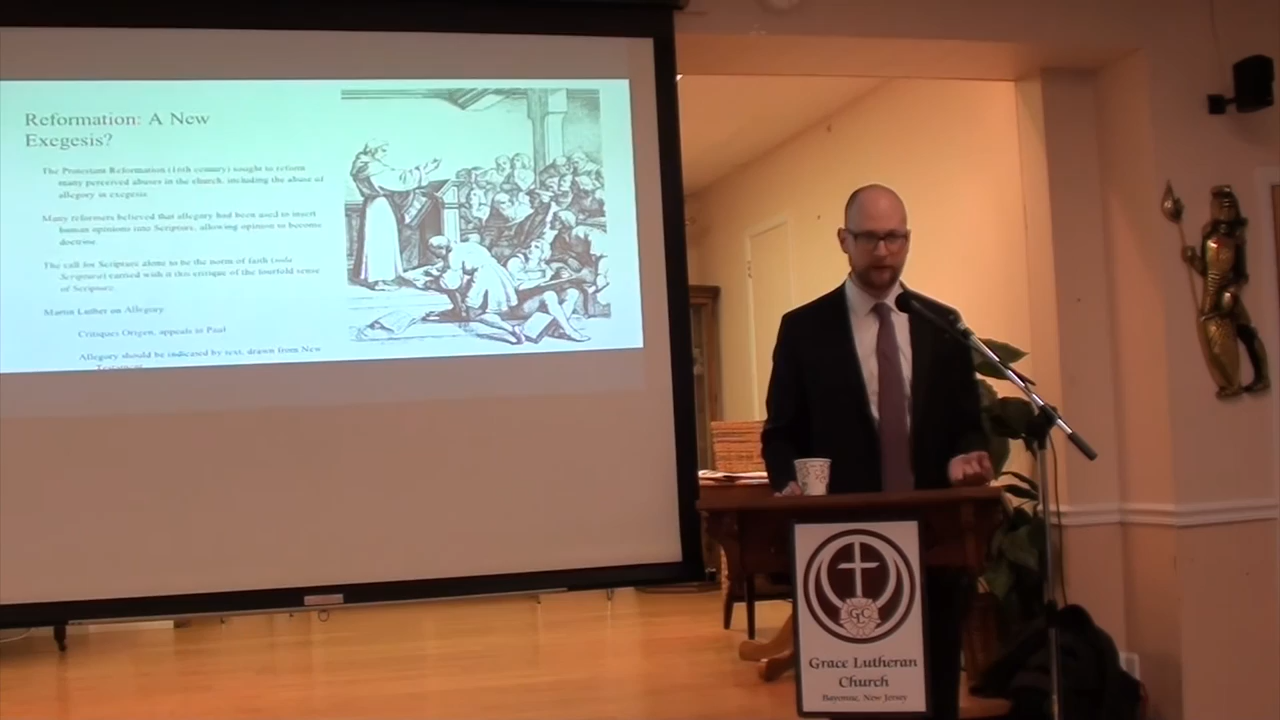 Reformation: A New
Exegesis?
The Protestant Reformation (16th century) sought to reform
many perceived abuses in the church, including the abuse of
allegory in exegesis.
Many reformers believed that allegory had been used to insert
human opinions into Scripture, allowing opinion to become
doctrine.
The call for Scripture alone to be the norm of faith (sola
Scriptura) carried with it this critique of the fourfold sense
of Scripture.
Martin Luther on Allegory
Critiques Origen, appeals to Paul
Allegory should be indicated by text, drawn from New
Testament
GLC
Grace Lutheran
Church
Bayonne, New Jersey